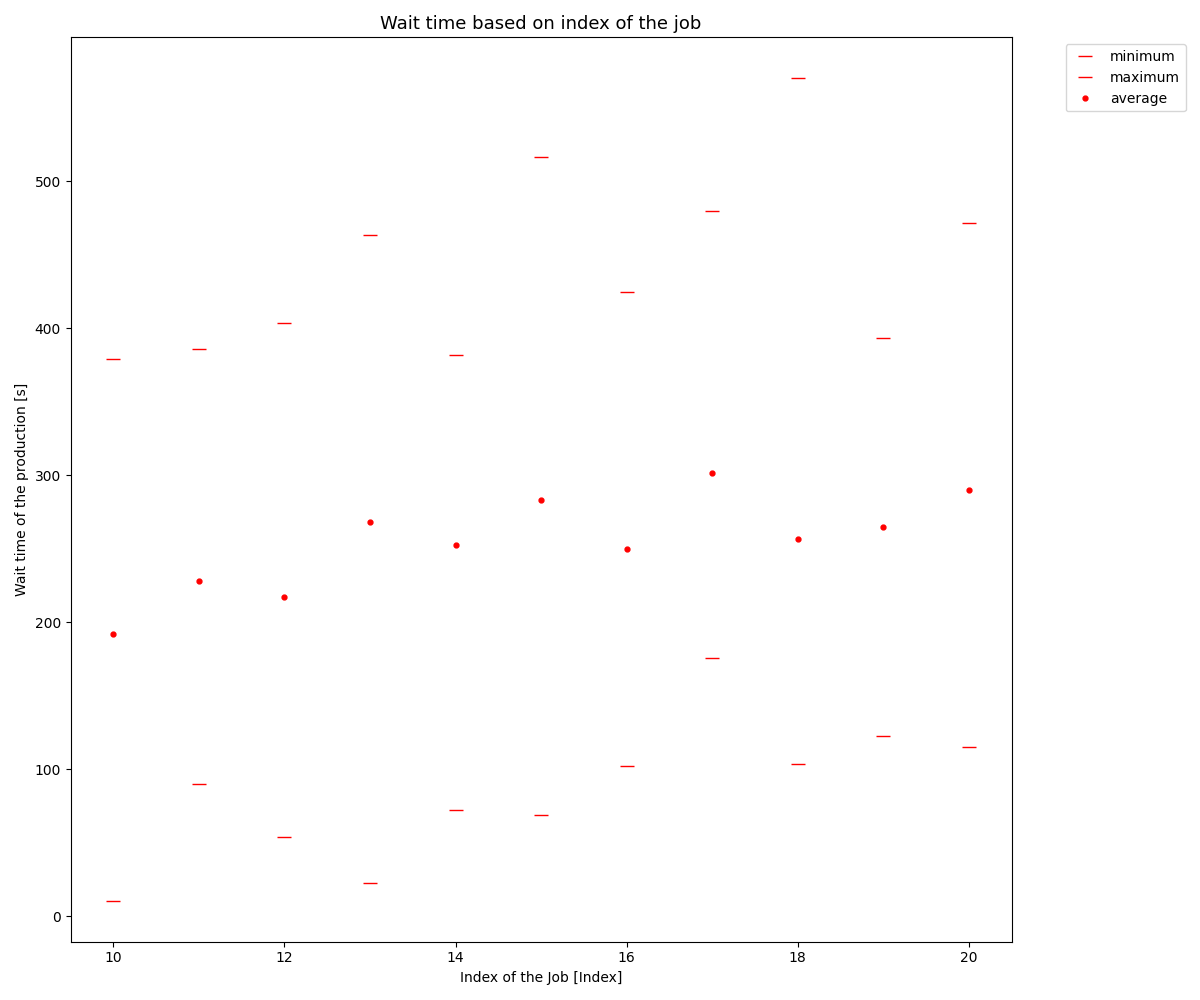 Wait time based on index of the job
minimum
maximum
average
Wait time of the production [s]
500
400
300
200
100
0
10 12 14 16 18 20
Index of the Job [Index]